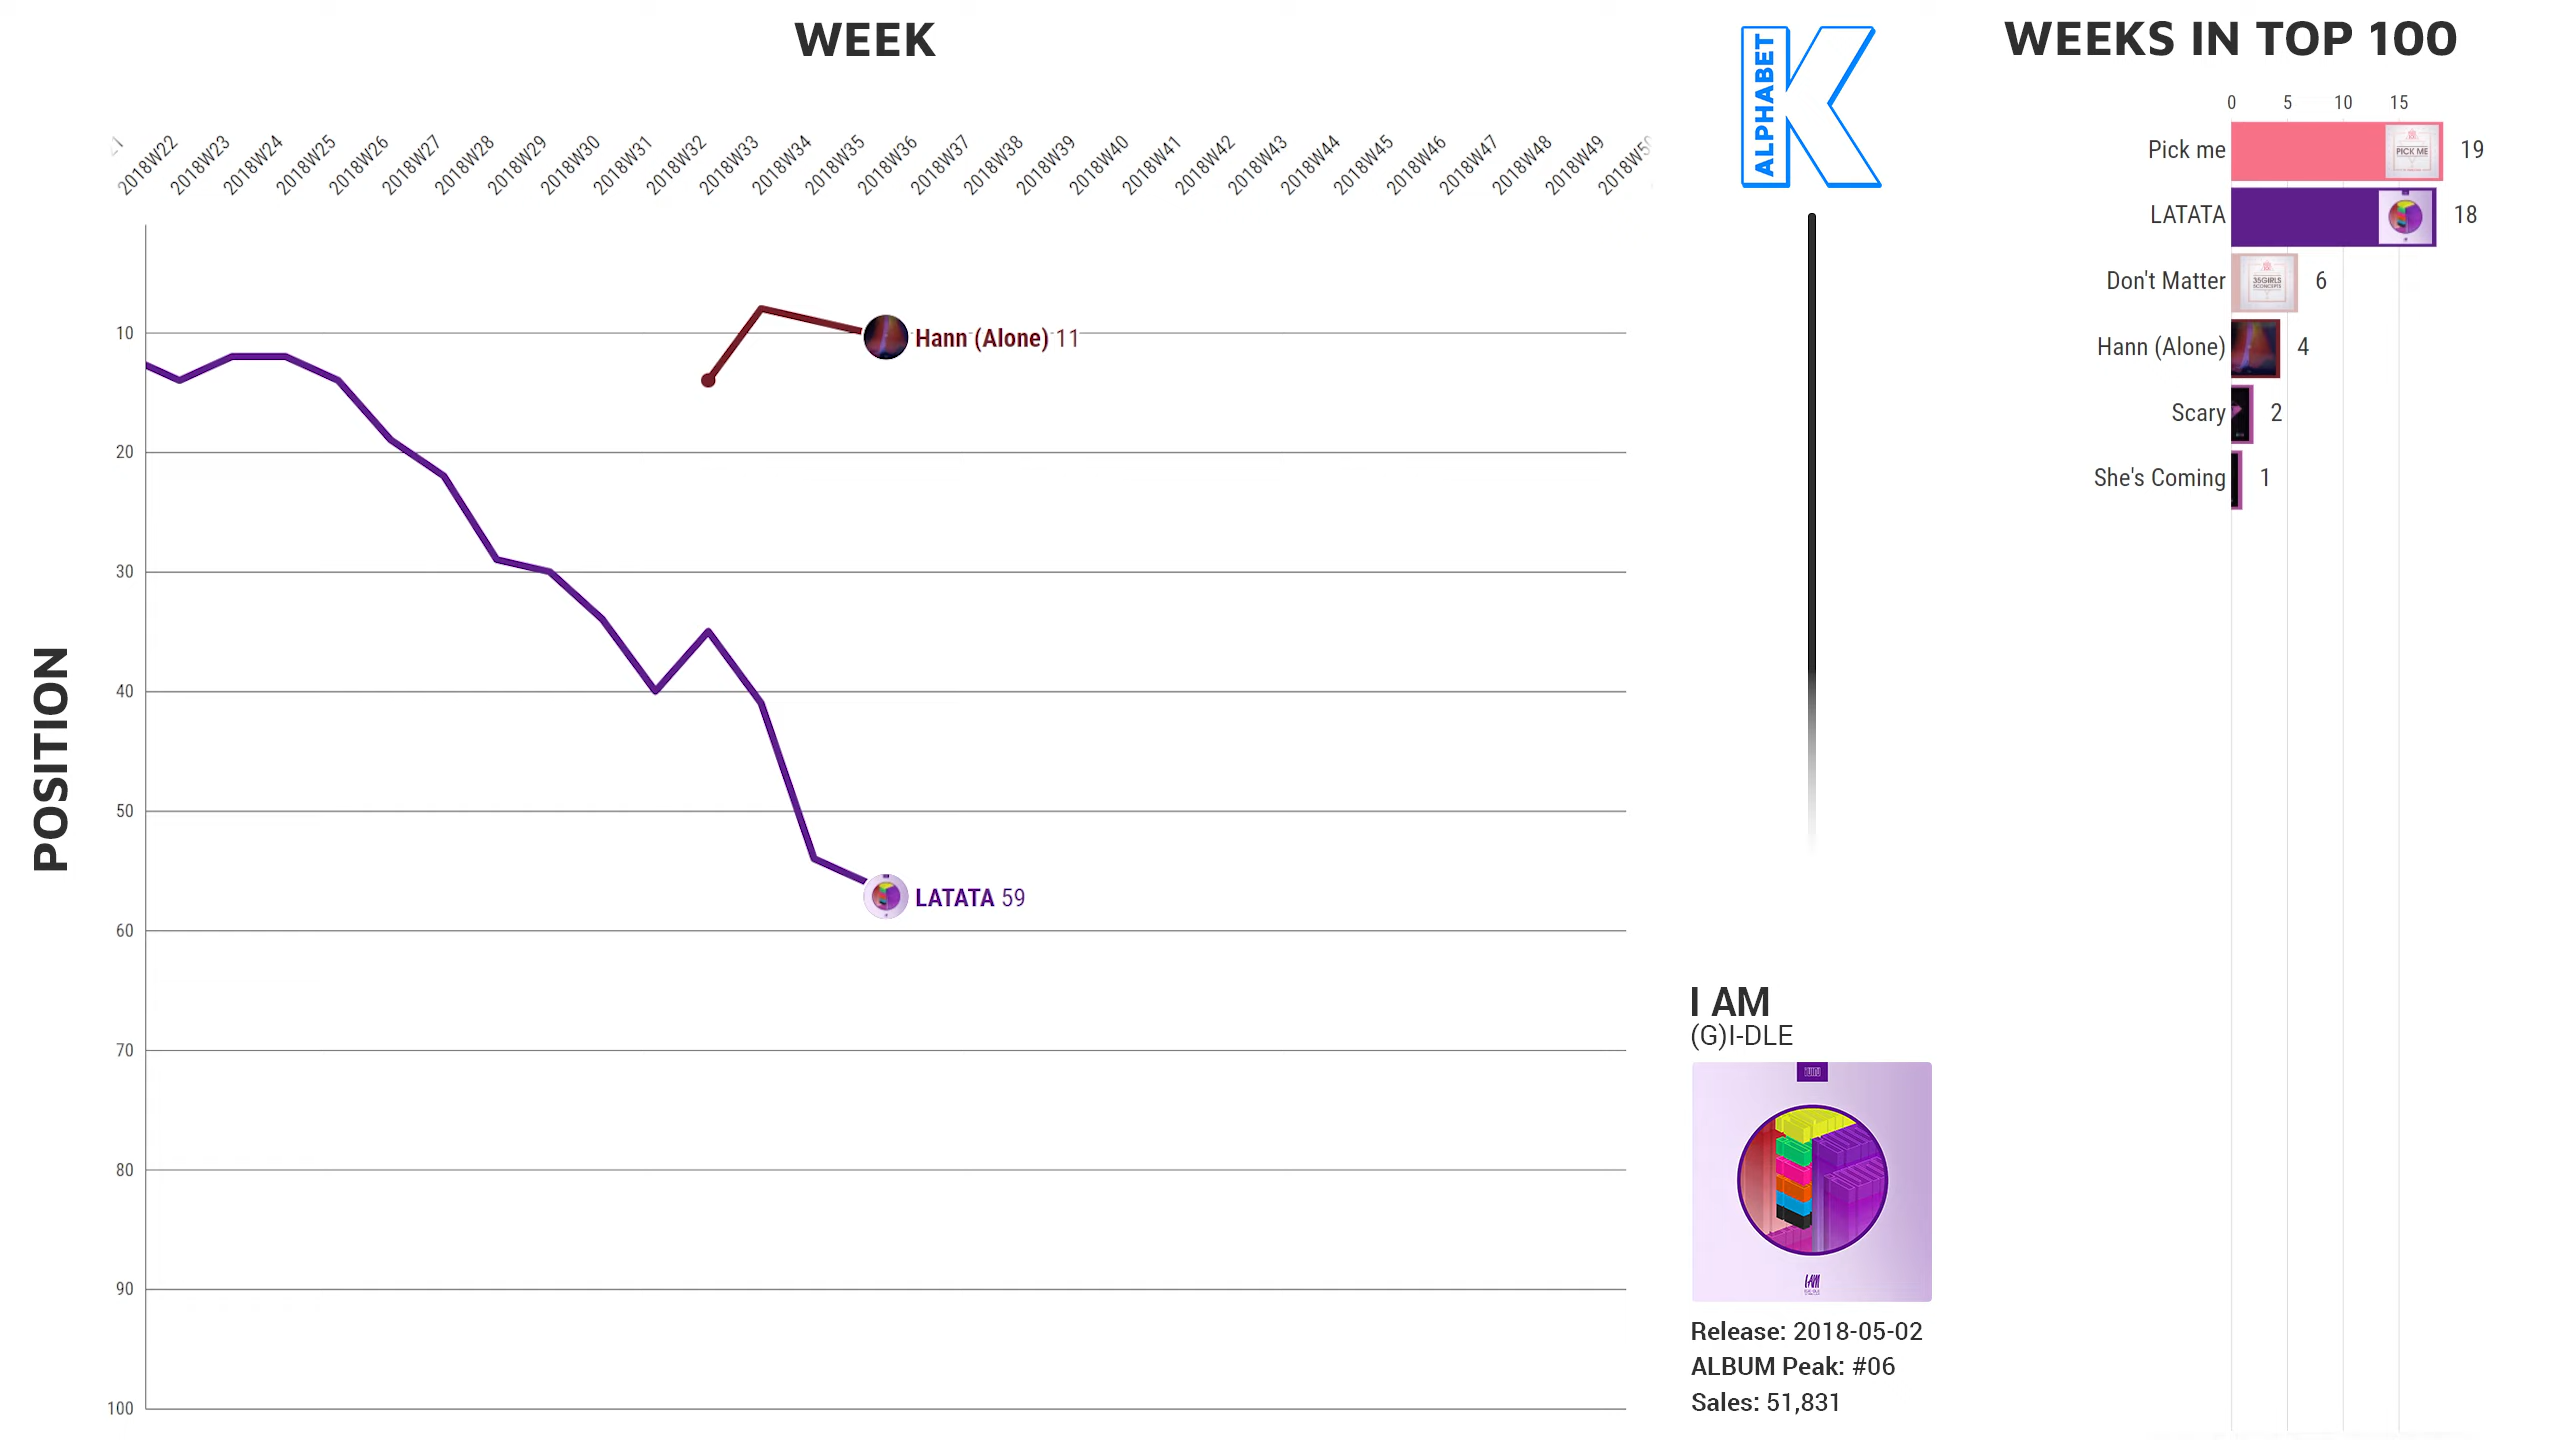 WEEK
2018W22
2018W23
2018W24
2018W25
2018W26
2018W27
2018W28
2018W29
2018W30
2018W31
2018W32
2018W33
2018W34
2018W35
2018W36
2018W37
2018W38
2018W39
2018W40
2018W41
2018W42
2018W43
2018W44
2018W45
2018W46
2018W47
2018W48
2018W49
POSITION
10
20
30
40
50
60
70
80
90
100
Hann (Alone) 11
LATATA 59
ALPHABET
K
I AM
(G)I-DLE
Release: 2018-05-02
ALBUM Peak: #06
Sales: 51,831
WEEKS IN TOP 100
0 5 10 15
Pick me PICK ME 19
LATATA 18
Don't Matter 35GIRLS 6
Hann (Alone) 4
Scary 2
She's Coming 1